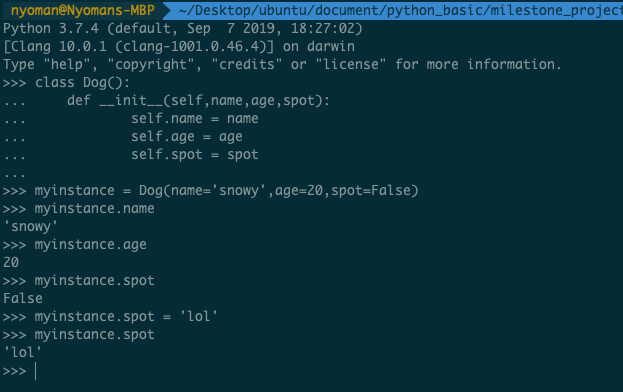 nyoman@Nyomans-MBP ~/Desktop/ubuntu/document/python_basic/milestone_project
Python 3.7.4 (default, Sep  7 2019, 18:27:02)
[Clang 10.0.1 (clang-1001.0.46.4)] on darwin
Type "help", "copyright", "credits" or "license" for more information.
>>> class Dog():
...     def __init__(self,name,age,spot):
...             self.name = name
...             self.age = age
...             self.spot = spot
...
>>> myinstance = Dog(name='snowy',age=20,spot=False)
>>> myinstance.name
'snowy'
>>> myinstance.age
20
>>> myinstance.spot
False
>>> myinstance.spot = 'lol'
>>> myinstance.spot
'lol'
>>>